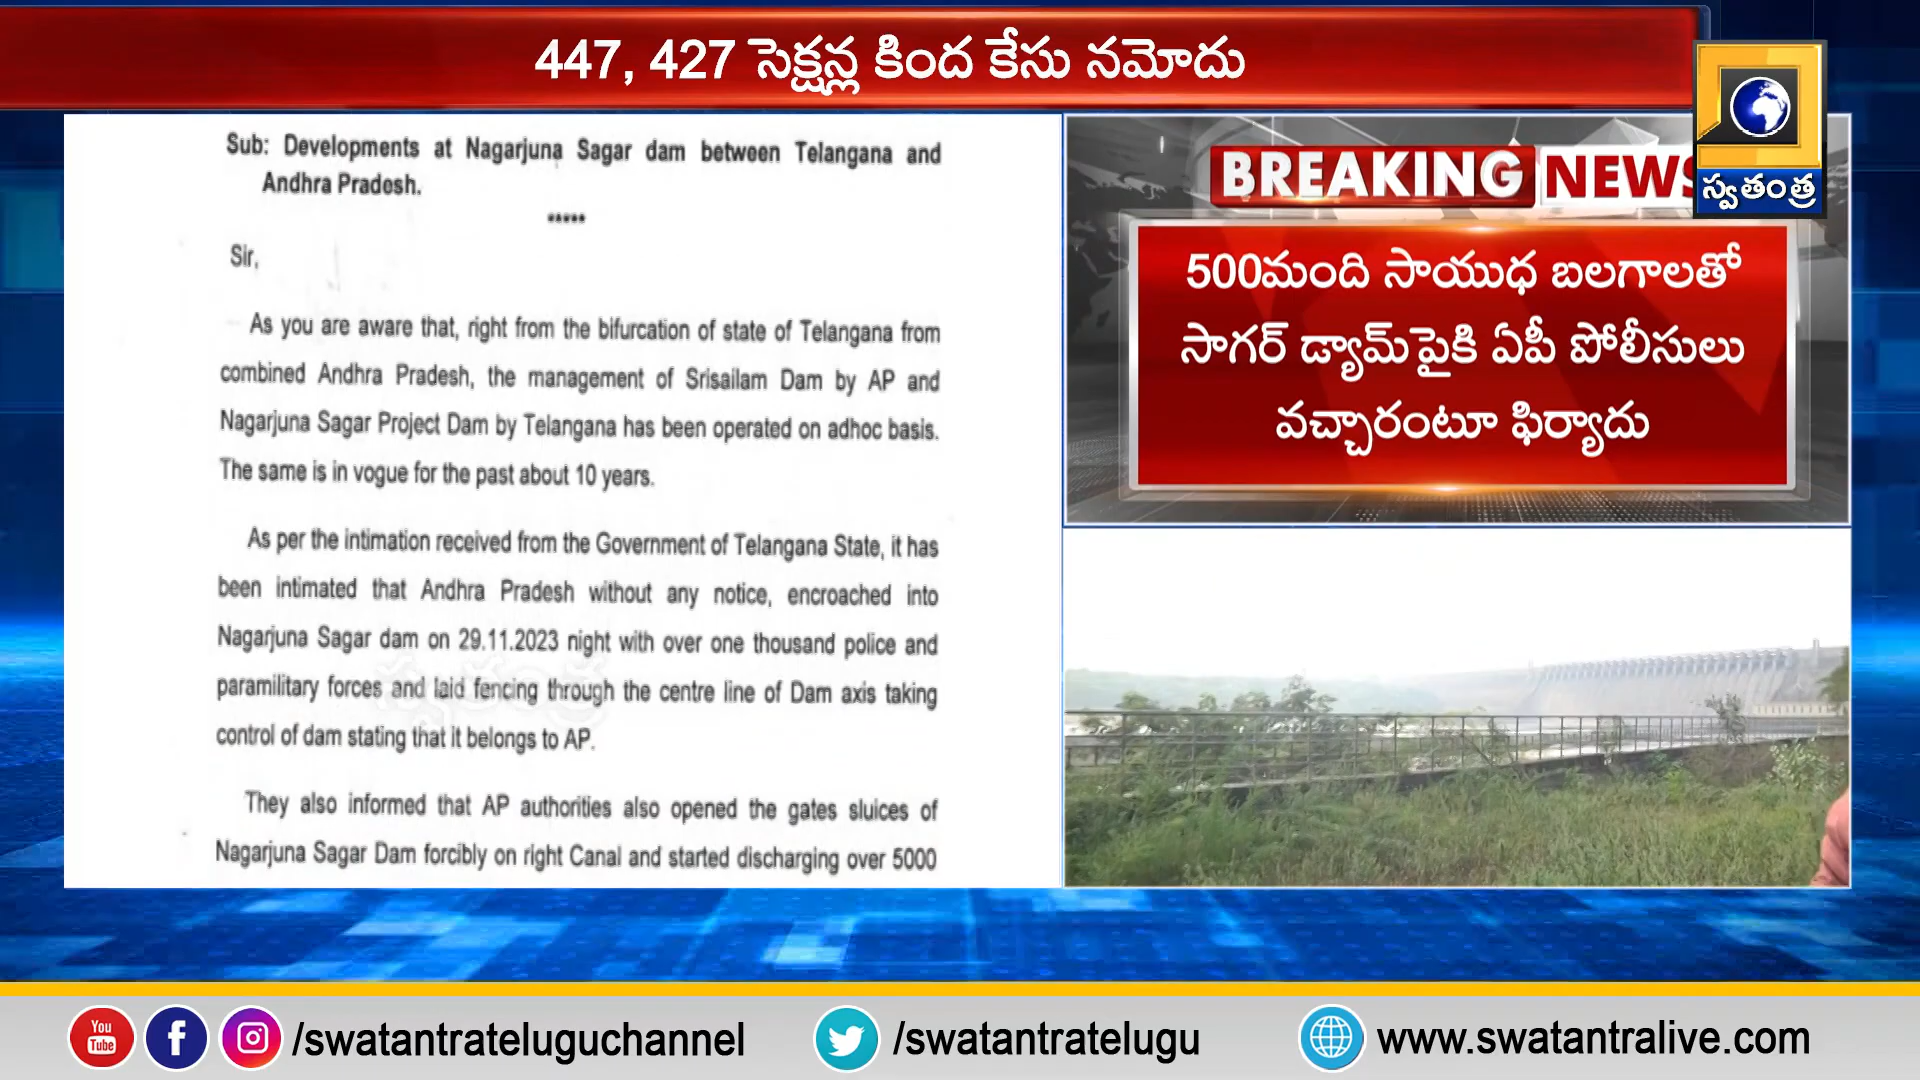 447, 427 సెక్షన్ల కింద కేసు నమోదు
Sub: Developments at Nagarjuna Sagar dam between Telangana and
Andhra Pradesh.
*****
Sir,
As you are aware that, right from the bifurcation of state of Telangana from
combined Andhra Pradesh, the management of Srisailam Dam by AP and
Nagarjuna Sagar Project Dam by Telangana has been operated on adhoc basis.
The same is in vogue for the past about 10 years.
As per the intimation received from the Government of Telangana State, it has
been intimated that Andhra Pradesh without any notice, encroached into
Nagarjuna Sagar dam on 29.11.2023 night with over one thousand police and
paramilitary forces and laid fencing through the centre line of Dam axis taking
control of dam stating that it belongs to AP.
They also informed that AP authorities also opened the gates sluices of
Nagarjuna Sagar Dam forcibly on right Canal and started discharging over 5000
BREAKING NEWS
స్వతంత్ర
500మంది సాయుధ బలగాలతో
సాగర్ డ్యామ్‌పైకి ఏపీ పోలీసులు
వచ్చారంటూ ఫిర్యాదు
స్వతంత్ర
You
Tube
/swatantrateluguchannel
/swatantratelugu
www.swatantralive.com